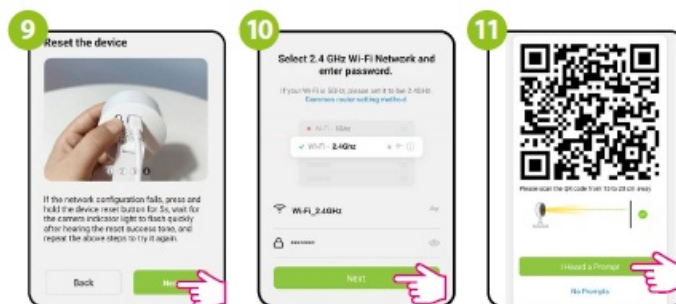 9
Reset the device
If the network configuration fails, press and
hold the device reset button for 5s, wait for
the camera indicator light to flash quickly
after hearing the reset success tone, and
repeat the above steps to try it again.
Back
10
Select 2.4 GHz Wi-Fi Network and
enter password.
If your Wi-Fi is 5GHz, please set it to be 2.4GHz.
Common router setting method
Wi-Fi - 5Ghz
Wi-Fi - 2.4Ghz
Wi-Fi_2.4GHz
Next
11
Please scan the QR code from 15 to 20 cm away
I Heard a Prompt
No Prompts